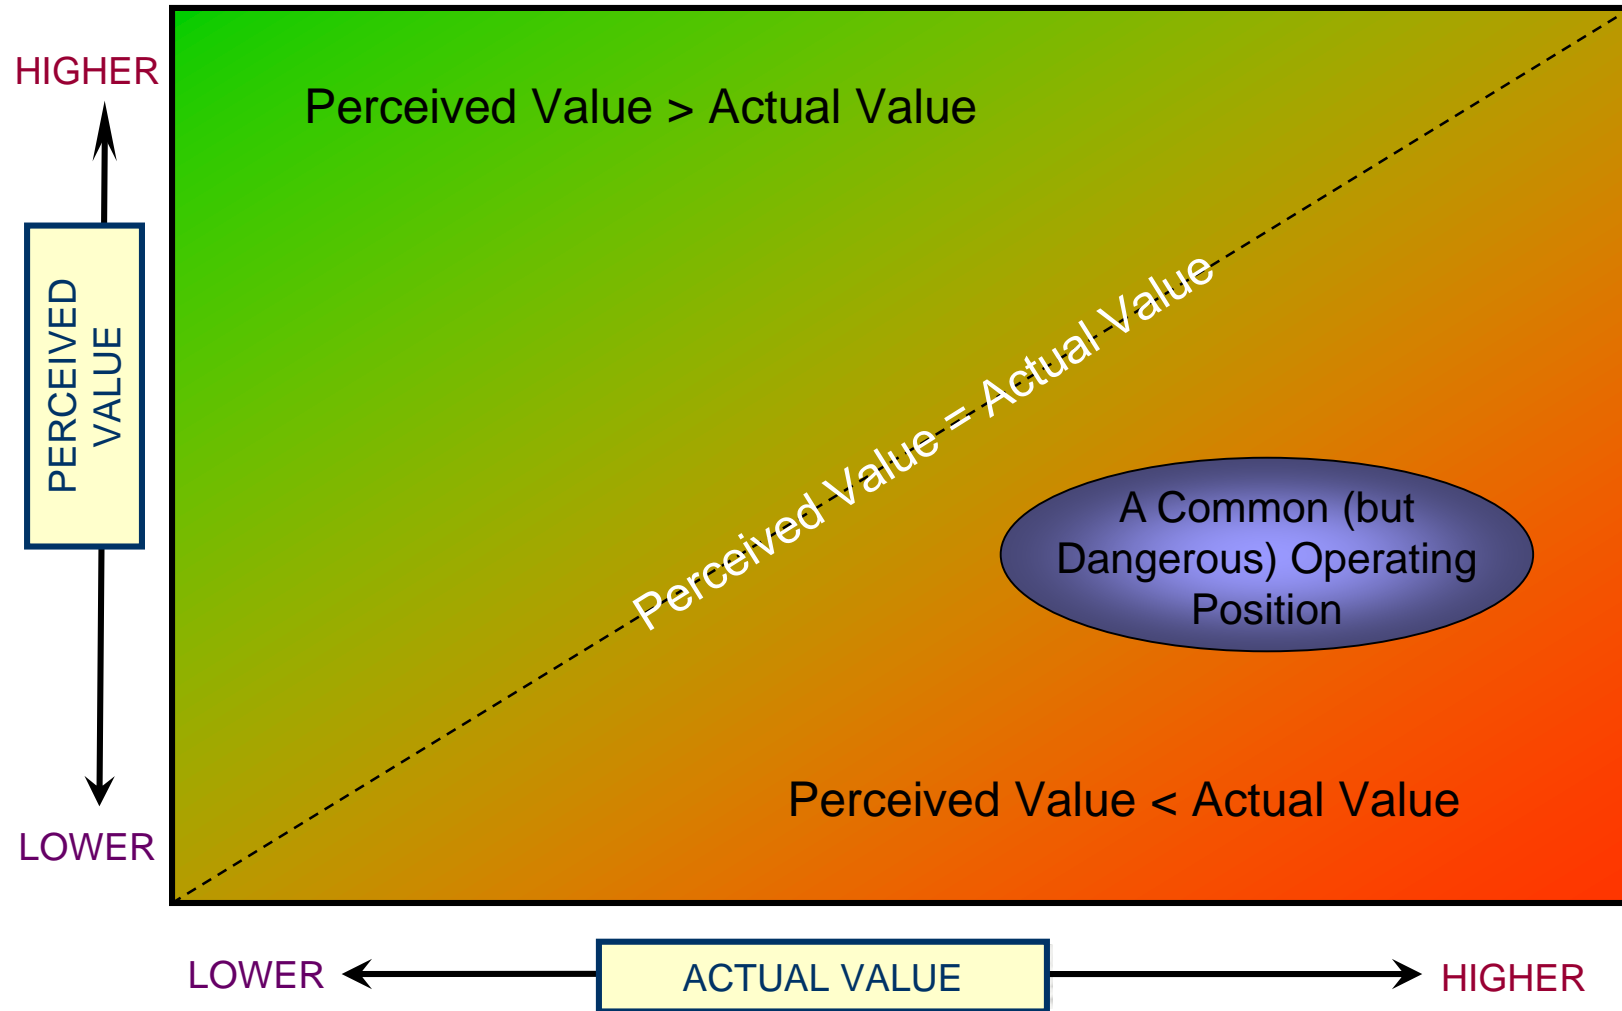 HIGHER
Perceived Value > Actual Value
PERCEIVED
VALUE
Perceived Value = Actual Value
A Common (but
Dangerous) Operating
Position
Perceived Value < Actual Value
LOWER
LOWER
ACTUAL VALUE
HIGHER